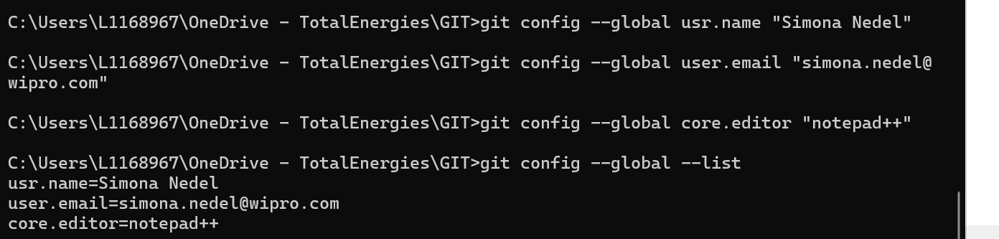 C:\Users\L1168967\OneDrive - TotalEnergies\GIT>git config --global usr.name "Simona Nedel"
C:\Users\L1168967\OneDrive - TotalEnergies\GIT>git config --global user.email "simona.nedel@
wipro.com"
C:\Users\L1168967\OneDrive - TotalEnergies\GIT>git config --global core.editor "notepad++"
C:\Users\L1168967\OneDrive - TotalEnergies\GIT>git config --global --list
usr.name=Simona Nedel
user.email=simona.nedel@wipro.com
core.editor=notepad++